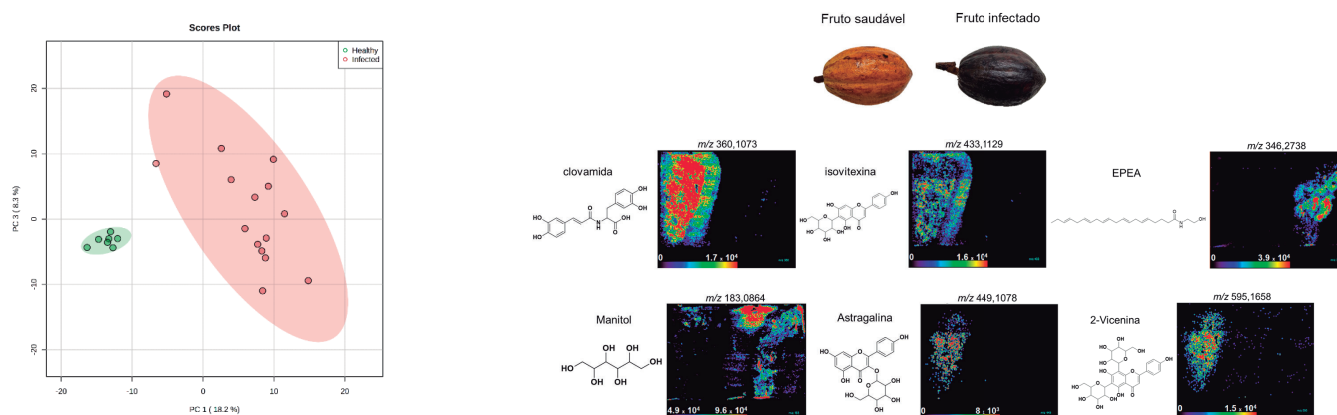 Scores Plot
Healthy
Infected
20
10
0
-10
-20
-20
-10
0
10
20
PC 3 ( 8.3 %)
PC 1 ( 18.2 %)
Fruto saudável
Frutc infectado
clovamida
m/z 360,1073
0
1.7 x 10⁴
isovitexina
m/z 433,1129
0
1.6 x 10⁴
EPEA
m/z 346,2738
0
3.9 x 10⁴
Manitol
m/z 183,0864
4.9 x 10⁴
9.6 x 10⁴
Astragalina
m/z 449,1078
0
8 x 10³
2-Vicenina
m/z 595,1658
0
1.5 x 10⁴